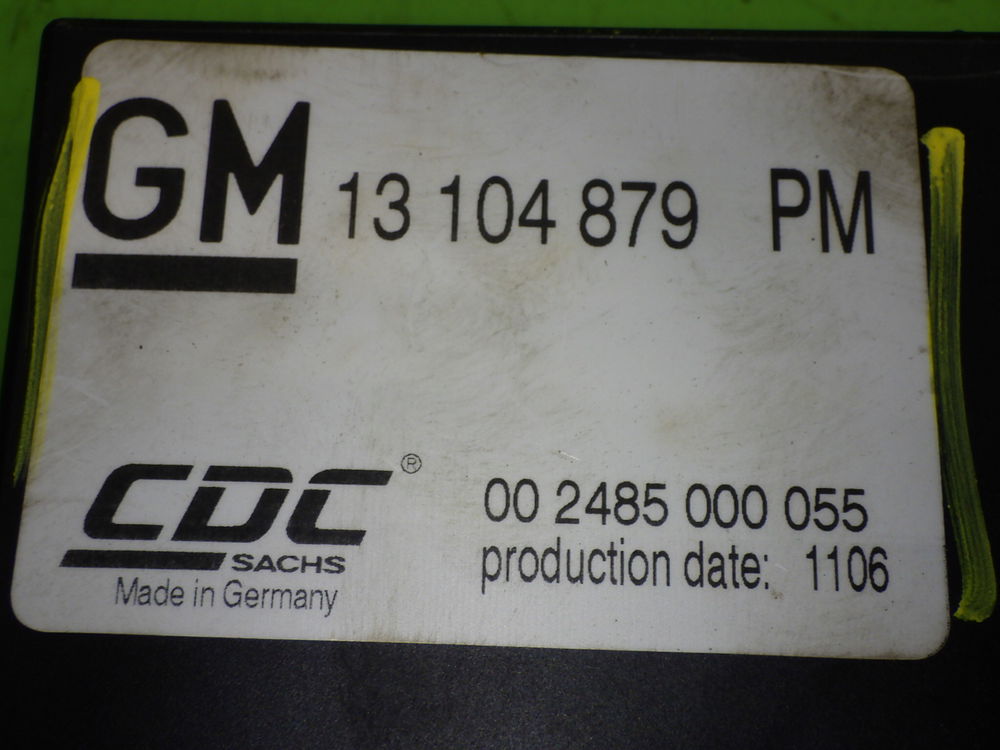 GM 13 104 879 PM
CDC®
SACHS
Made in Germany
00 2485 000 055
production date: 1106